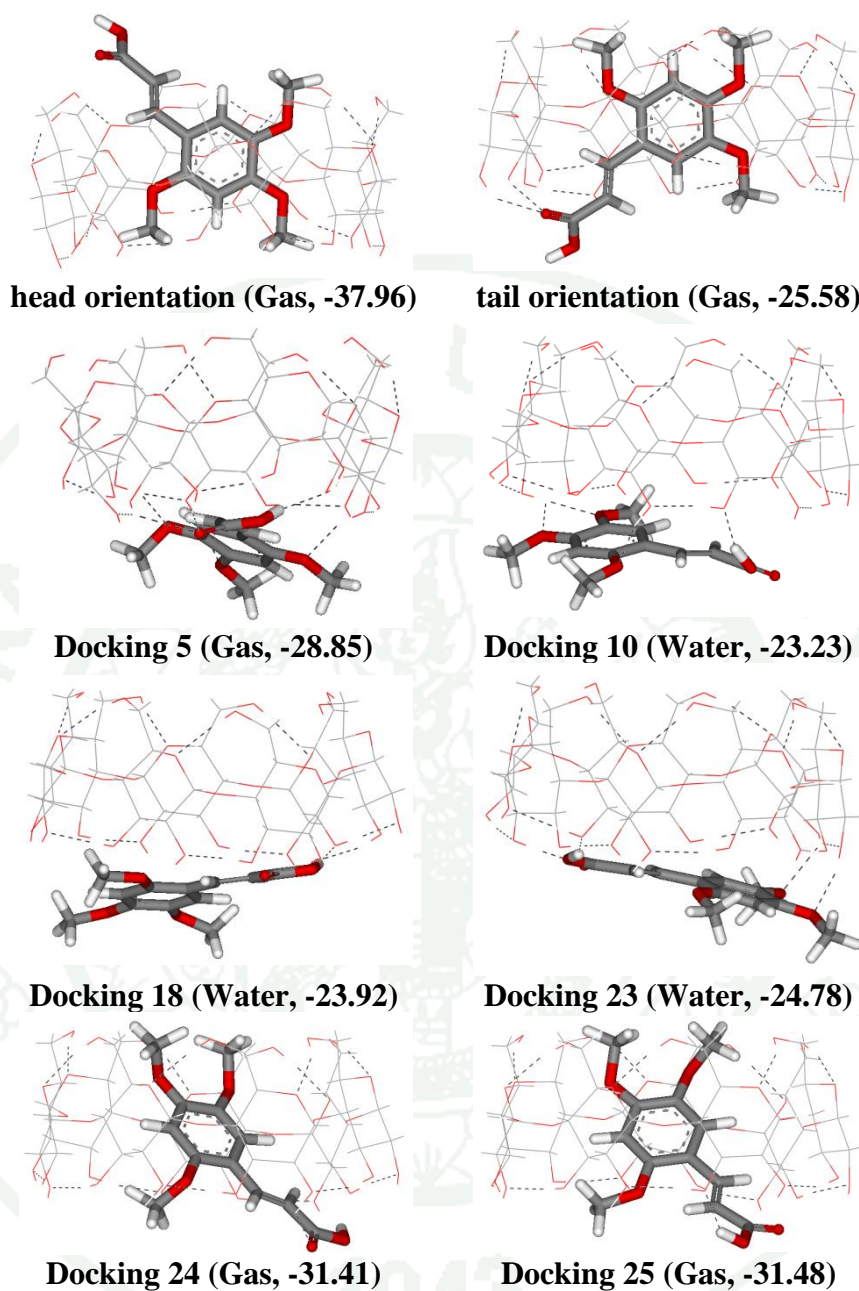 head orientation (Gas, -37.96)
tail orientation (Gas, -25.58)
Docking 5 (Gas, -28.85)
Docking 10 (Water, -23.23)
Docking 18 (Water, -23.92)
Docking 23 (Water, -24.78)
Docking 24 (Gas, -31.41)
Docking 25 (Gas, -31.48)